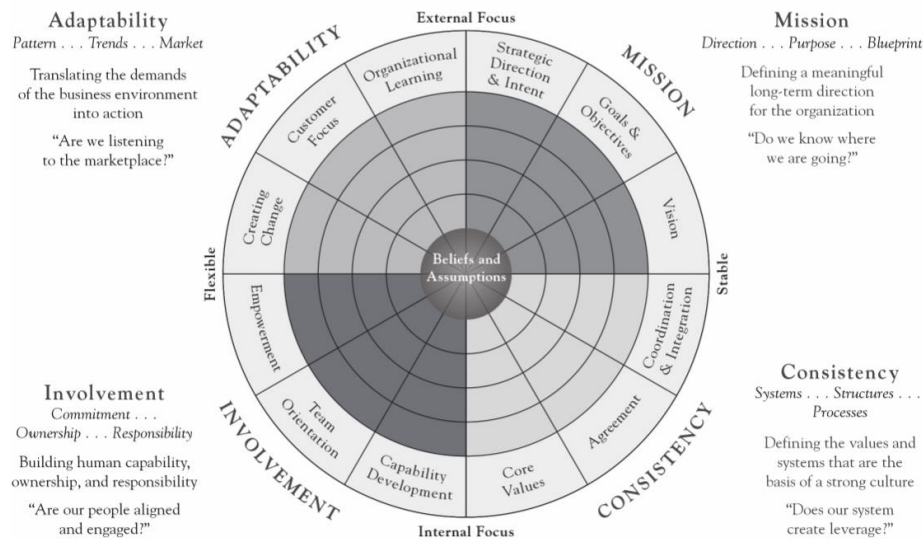 External Focus
Adaptability
Pattern . . . Trends . . . Market
Translating the demands
of the business environment
into action
“Are we listening
to the marketplace?”
Mission
Direction . . . Purpose . . . Blueprint
Defining a meaningful
long-term direction
for the organization
“Do we know where
we are going?”
ADAPTABILITY
MISSION
Organizational
Learning
Strategic
Direction
& Intent
Customer
Focus
Goals &
Objectives
Creating
Change
Vision
Flexible
Beliefs and
Assumptions
Stable
Empowerment
Coordination
& Integration
Team
Orientation
Agreement
Capability
Development
Core
Values
INVOLVEMENT
CONSISTENCY
Involvement
Commitment . . .
Ownership . . . Responsibility
Building human capability,
ownership, and responsibility
“Are our people aligned
and engaged?”
Consistency
Systems . . . Structures . . .
Processes
Defining the values and
systems that are the
basis of a strong culture
“Does our system
create leverage?”
Internal Focus